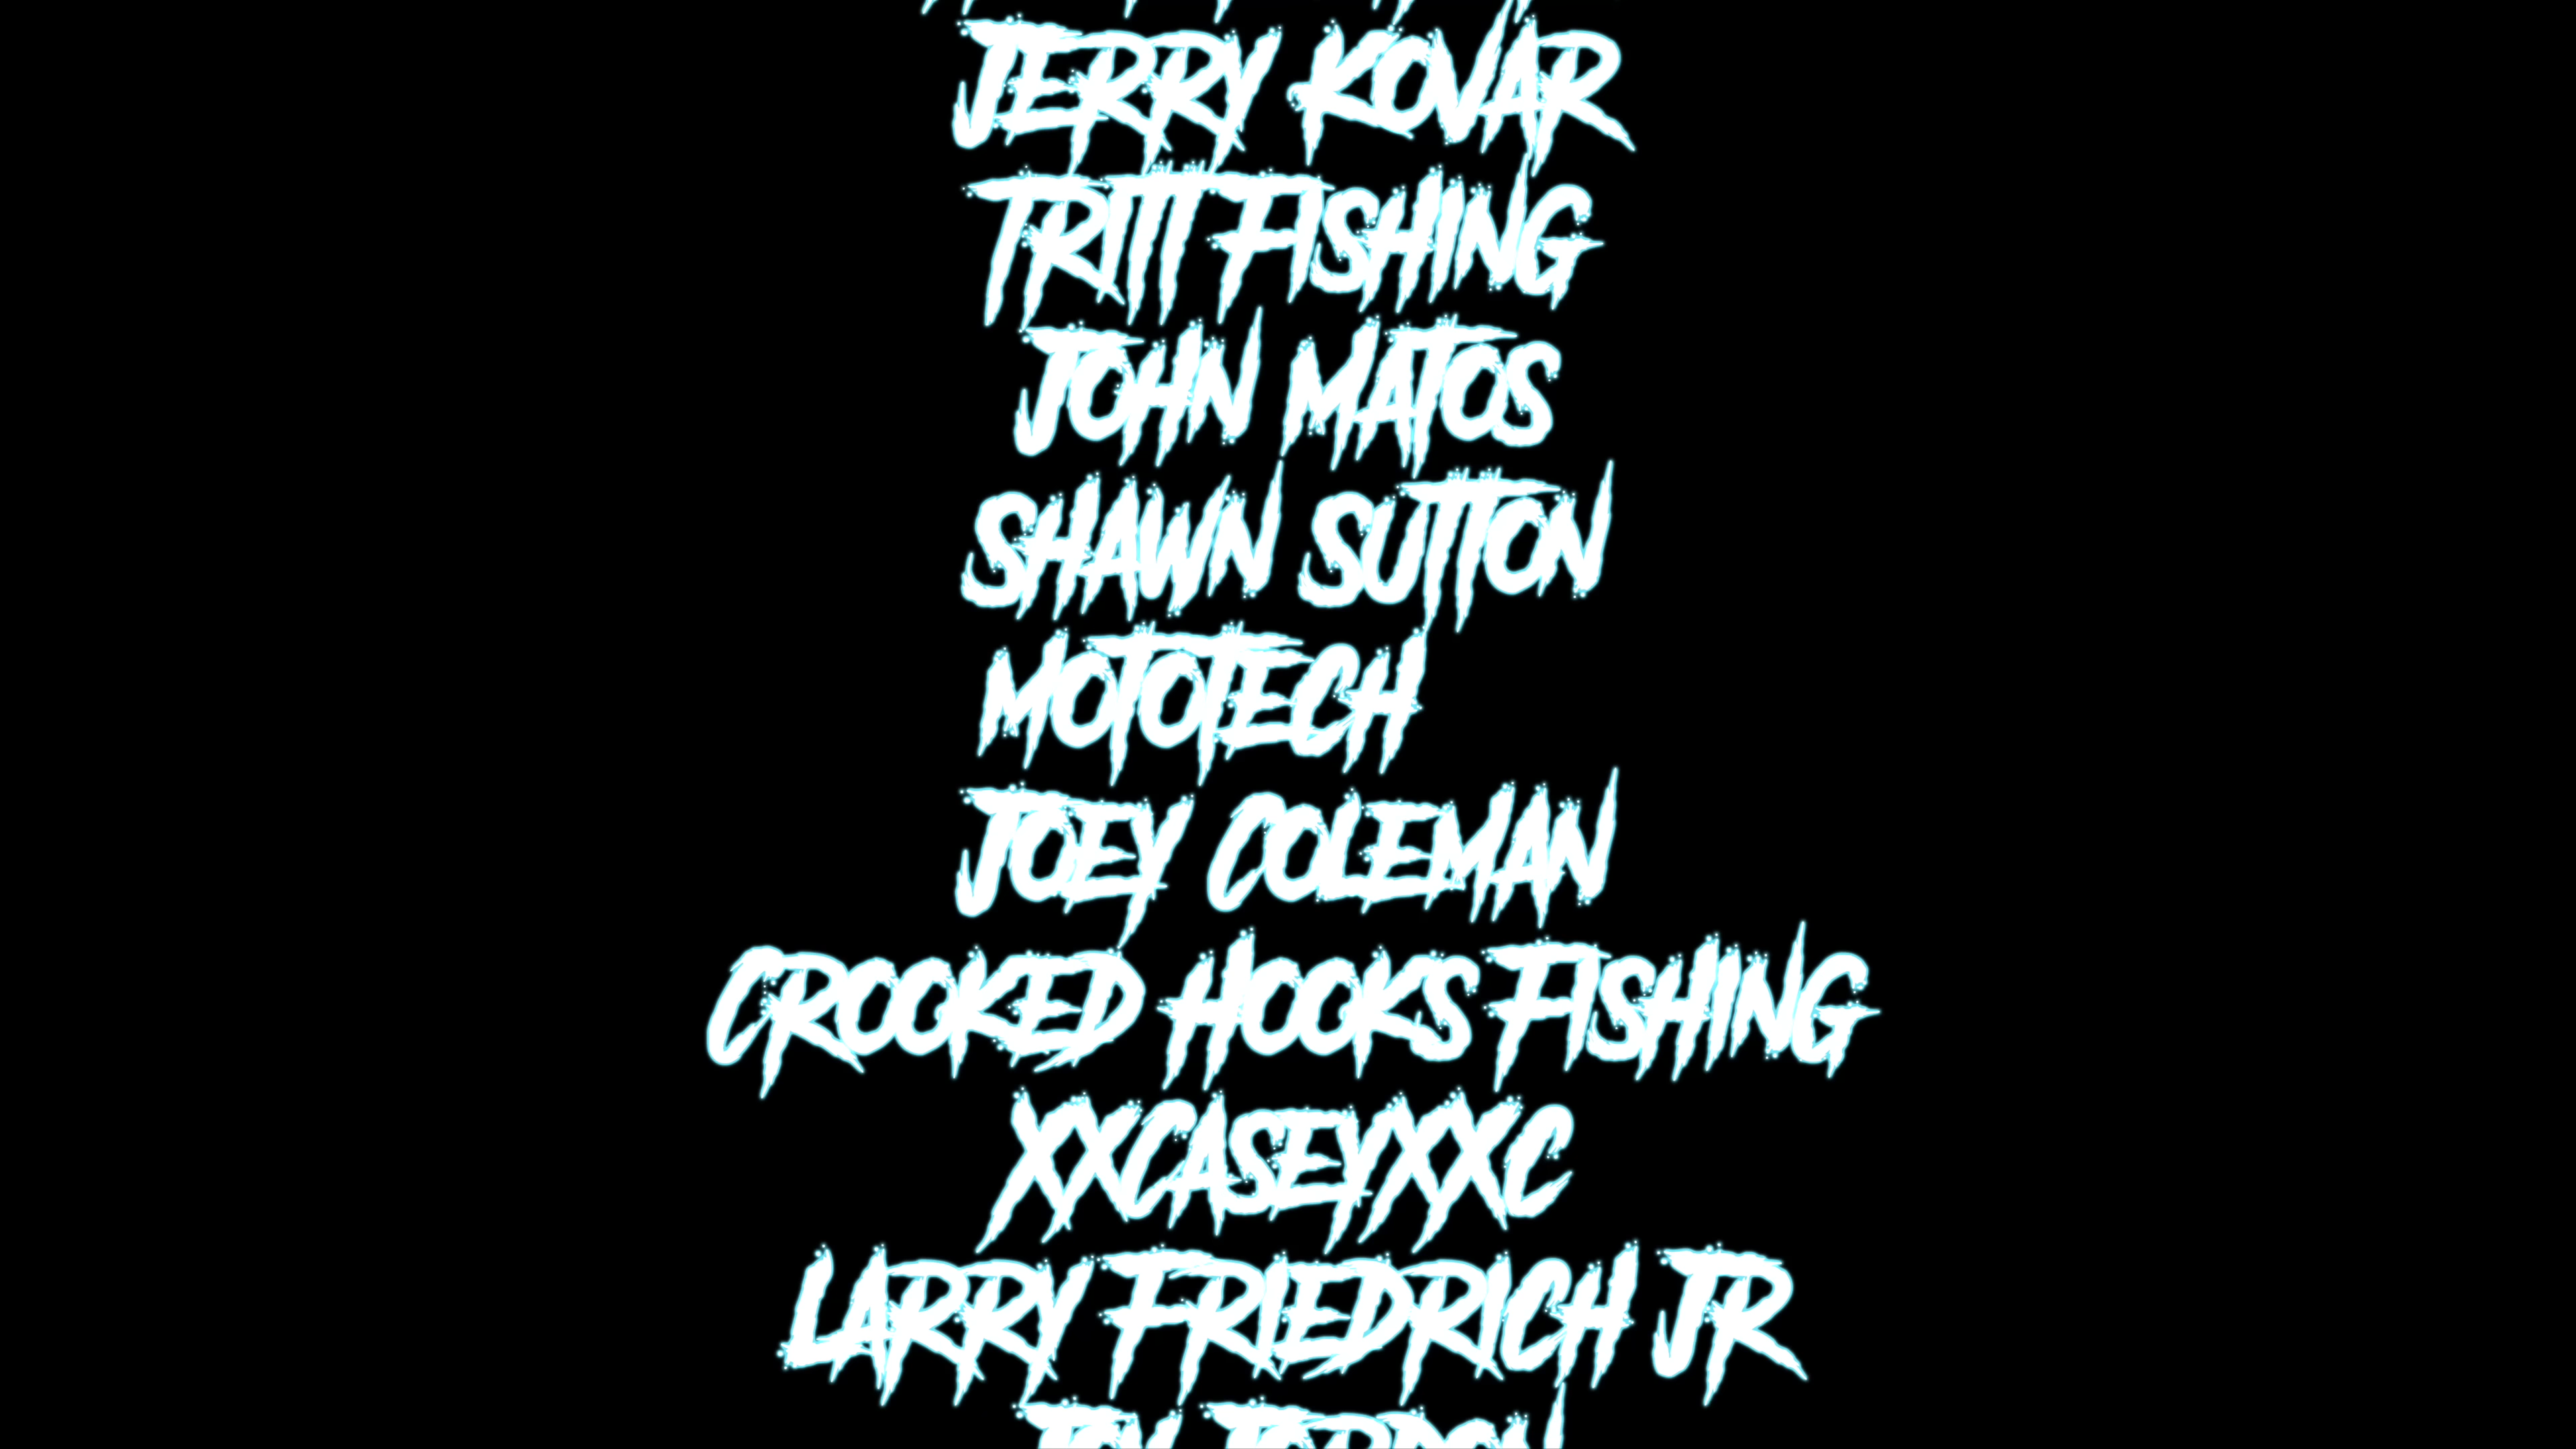 JERRY KOVAR
TRITT FISHING
JOHN MATOS
SHAWN SUTTON
MOTOTECH
JOEY COLEMAN
CROOKED HOOKS FISHING
XXCASEYXXC
LARRY FRIEDRICH JR